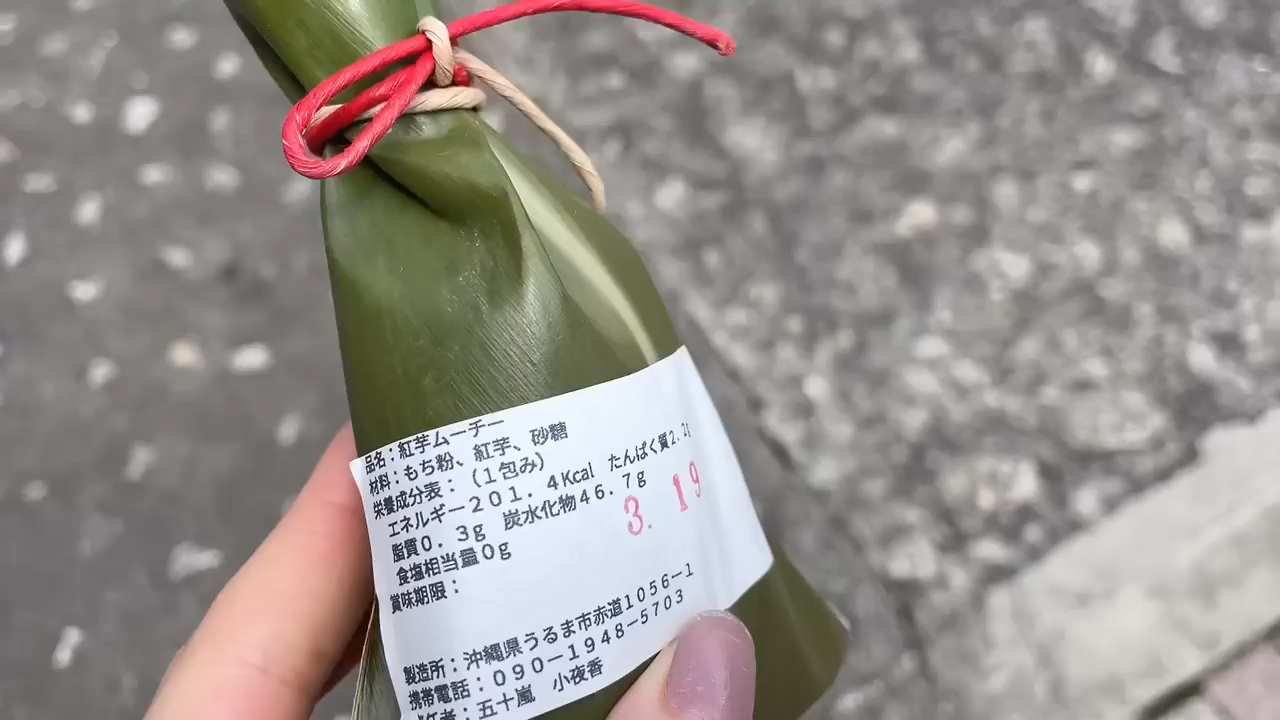 品名：紅芋ムーチー
材料：もち粉、紅芋、砂糖
栄養成分表：（１包み）
エネルギー２０１．４Kcal たんぱく質２．２g
脂質０．３g 炭水化物４６．７g
食塩相当量０g
賞味期限：
3. 19
製造所：沖縄県うるま市赤道１０５６－１
携帯電話：０９０－１９４８－５７０３
者：五十嵐 小夜香